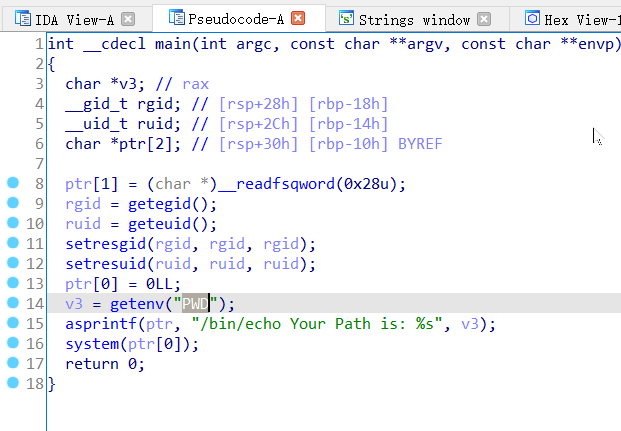 IDA View-A Pseudocode-A Strings window Hex View-1
1 int __cdecl main(int argc, const char **argv, const char **envp)
2 {
3 char *v3; // rax
4 __gid_t rgid; // [rsp+28h] [rbp-18h]
5 __uid_t ruid; // [rsp+2Ch] [rbp-14h]
6 char *ptr[2]; // [rsp+30h] [rbp-10h] BYREF
7
8 ptr[1] = (char *)__readfsqword(0x28u);
9 rgid = getegid();
10 ruid = geteuid();
11 setresgid(rgid, rgid, rgid);
12 setresuid(ruid, ruid, ruid);
13 ptr[0] = 0LL;
14 v3 = getenv("PWD");
15 asprintf(ptr, "/bin/echo Your Path is: %s", v3);
16 system(ptr[0]);
17 return 0;
18 }